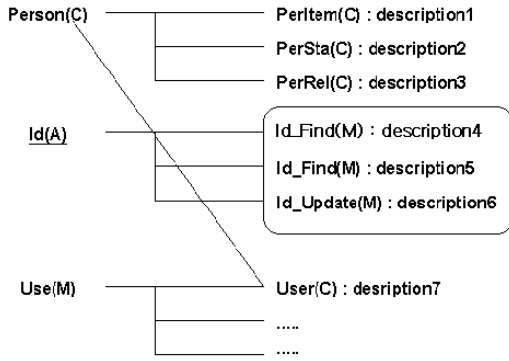 Person(C) PerItem(C) : description1
PerSta(C) : description2
PerRel(C) : description3
Id(A) Id_Find(M) : description4
Id_Find(M) : description5
Id_Update(M) : description6
Use(M) User(C) : desription7
.....
.....